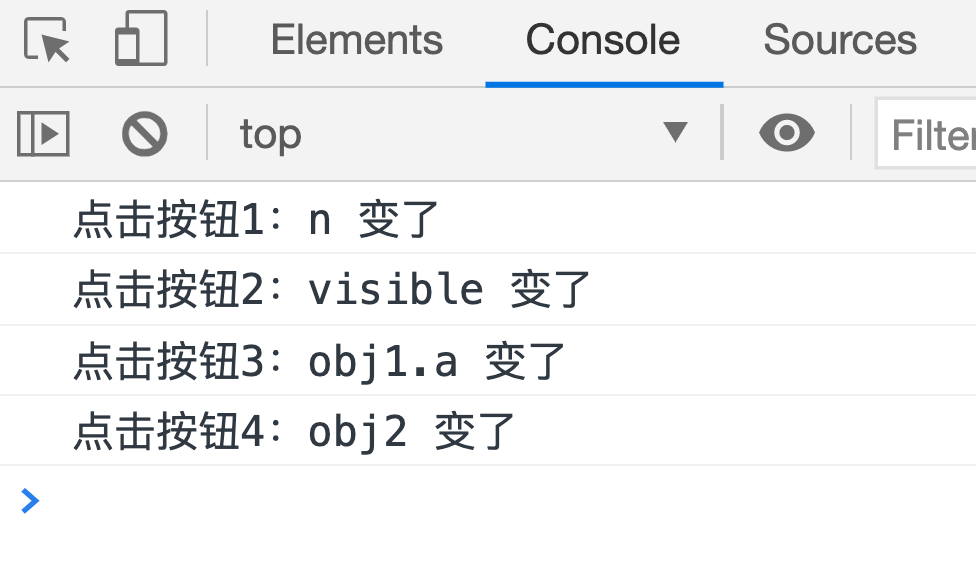 Elements Console Sources
top Filter
点击按钮1：n 变了
点击按钮2：visible 变了
点击按钮3：obj1.a 变了
点击按钮4：obj2 变了